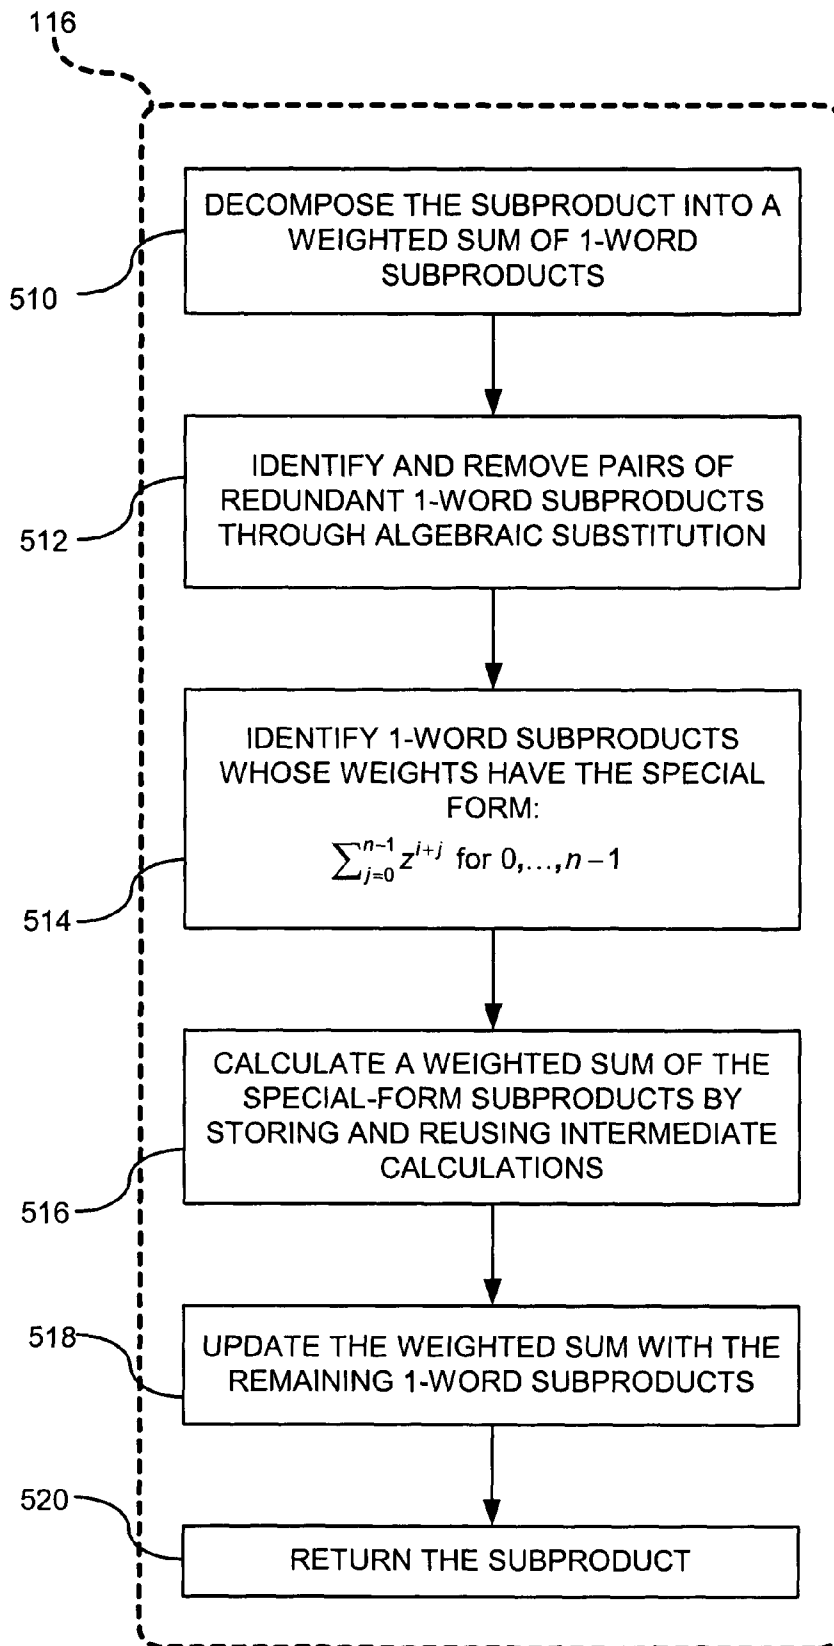 116
DECOMPOSE THE SUBPRODUCT INTO A
WEIGHTED SUM OF 1-WORD
SUBPRODUCTS
510
IDENTIFY AND REMOVE PAIRS OF
REDUNDANT 1-WORD SUBPRODUCTS
THROUGH ALGEBRAIC SUBSTITUTION
512
IDENTIFY 1-WORD SUBPRODUCTS
WHOSE WEIGHTS HAVE THE SPECIAL
FORM:
∑_{j=0}^{n−1} z^{i+j} for 0,...,n−1
514
CALCULATE A WEIGHTED SUM OF THE
SPECIAL-FORM SUBPRODUCTS BY
STORING AND REUSING INTERMEDIATE
CALCULATIONS
516
518
UPDATE THE WEIGHTED SUM WITH THE
REMAINING 1-WORD SUBPRODUCTS
520
RETURN THE SUBPRODUCT